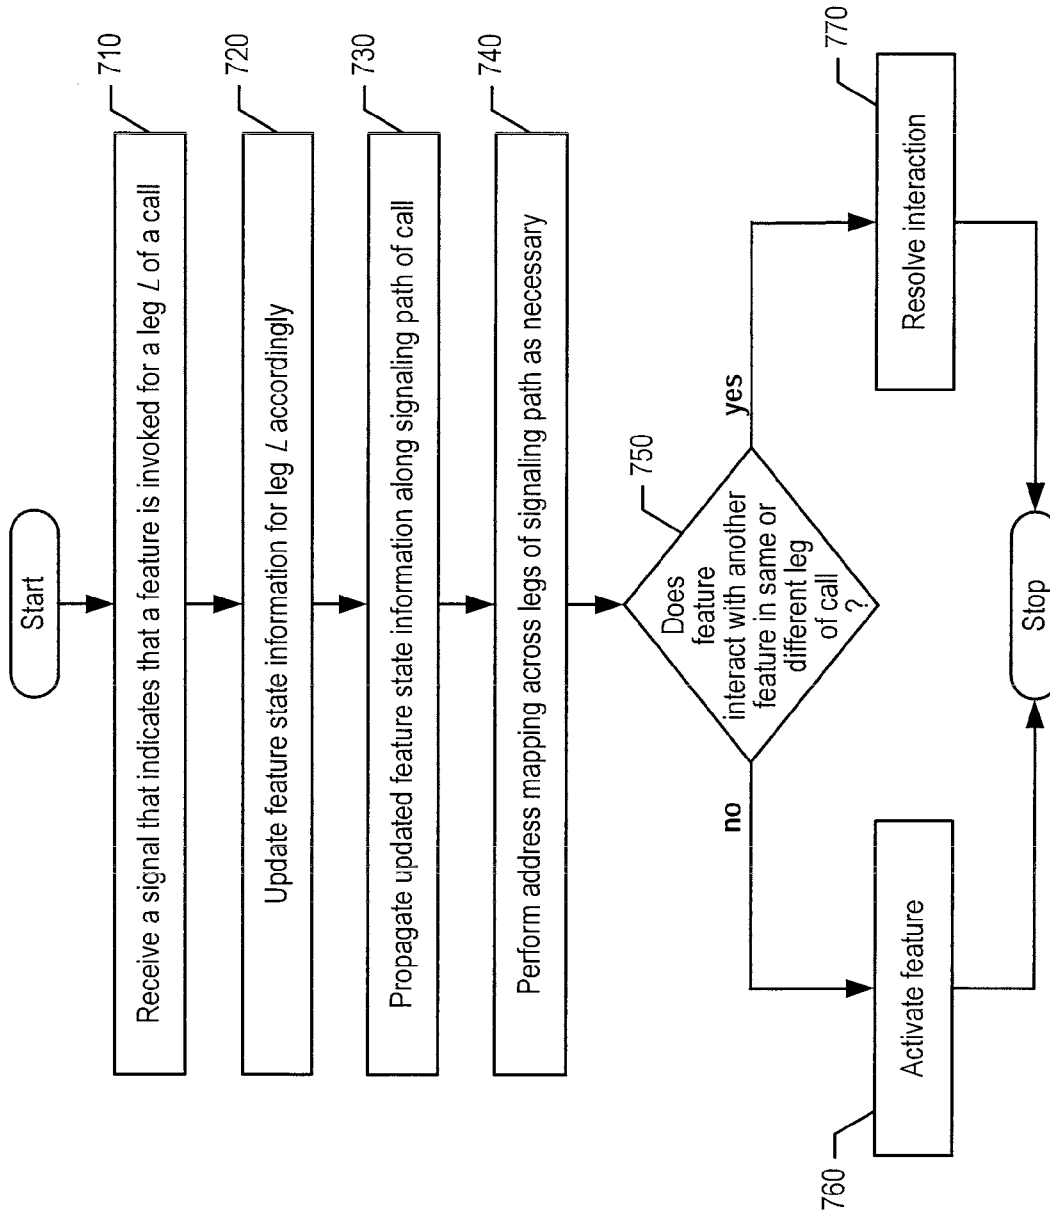 Start
710
Receive a signal that indicates that a feature is invoked for a leg L of a call
720
Update feature state information for leg L accordingly
730
Propagate updated feature state information along signaling path of call
740
Perform address mapping across legs of signaling path as necessary
750
Does
feature
interact with another
feature in same or
different leg
of call
?
no
yes
760
Activate feature
770
Resolve interaction
Stop